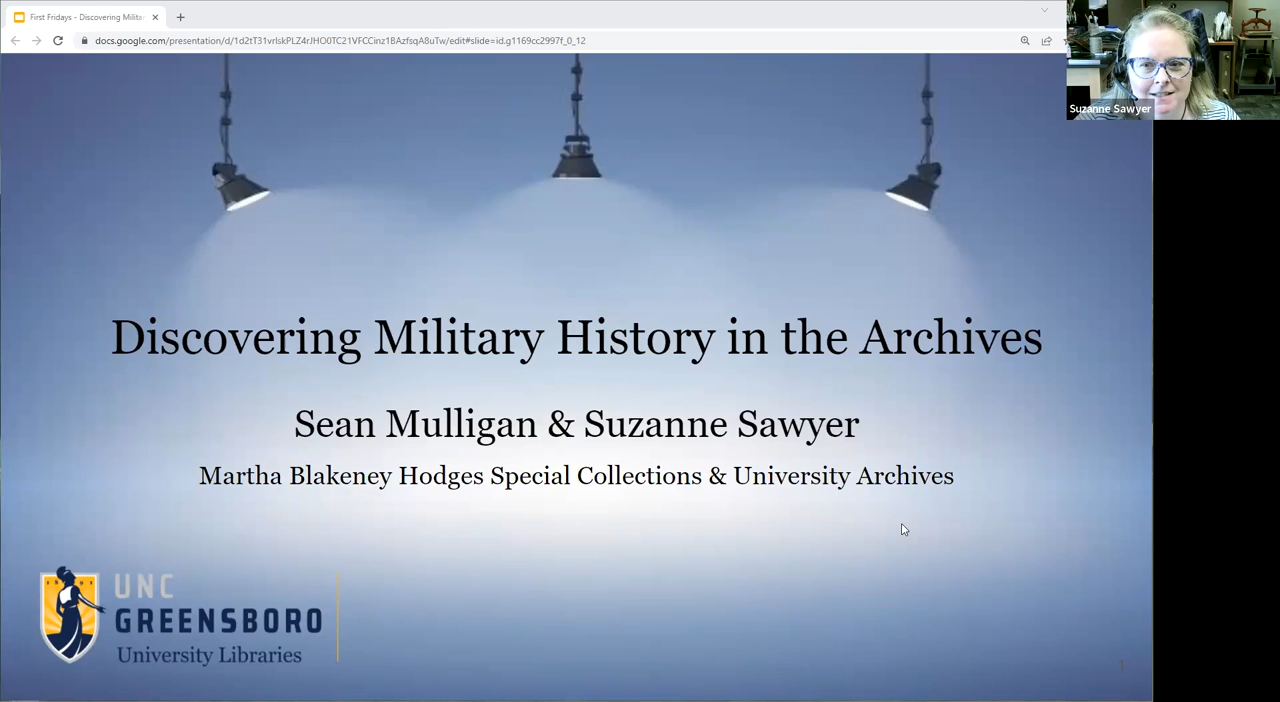 First Fridays - Discovering Milita
docs.google.com/presentation/d/1d2tT31vrlskPLZ4rJHO0TC21VFCCinz1BAzfsqA8uTw/edit#slide=id.g1169cc2997f_0_12
Suzanne Sawyer
Discovering Military History in the Archives
Sean Mulligan & Suzanne Sawyer
Martha Blakeney Hodges Special Collections & University Archives
UNC
GREENSBORO
University Libraries
1